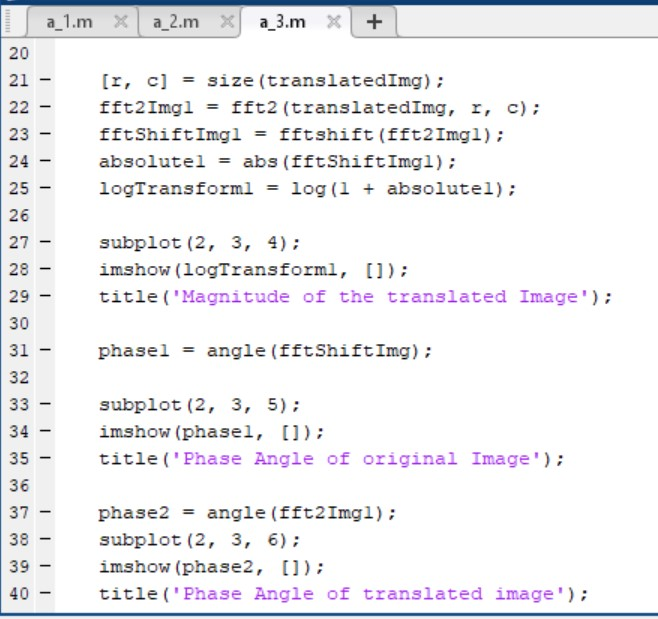 a_1.m × a_2.m × a_3.m × +
20
21 - [r, c] = size(translatedImg);
22 - fft2Img1 = fft2(translatedImg, r, c);
23 - fftShiftImg1 = fftshift(fft2Img1);
24 - absolute1 = abs(fftShiftImg1);
25 - logTransform1 = log(1 + absolute1);
26
27 - subplot(2, 3, 4);
28 - imshow(logTransform1, []);
29 - title('Magnitude of the translated Image');
30
31 - phase1 = angle(fftShiftImg);
32
33 - subplot(2, 3, 5);
34 - imshow(phase1, []);
35 - title('Phase Angle of original Image');
36
37 - phase2 = angle(fft2Img1);
38 - subplot(2, 3, 6);
39 - imshow(phase2, []);
40 - title('Phase Angle of translated image');